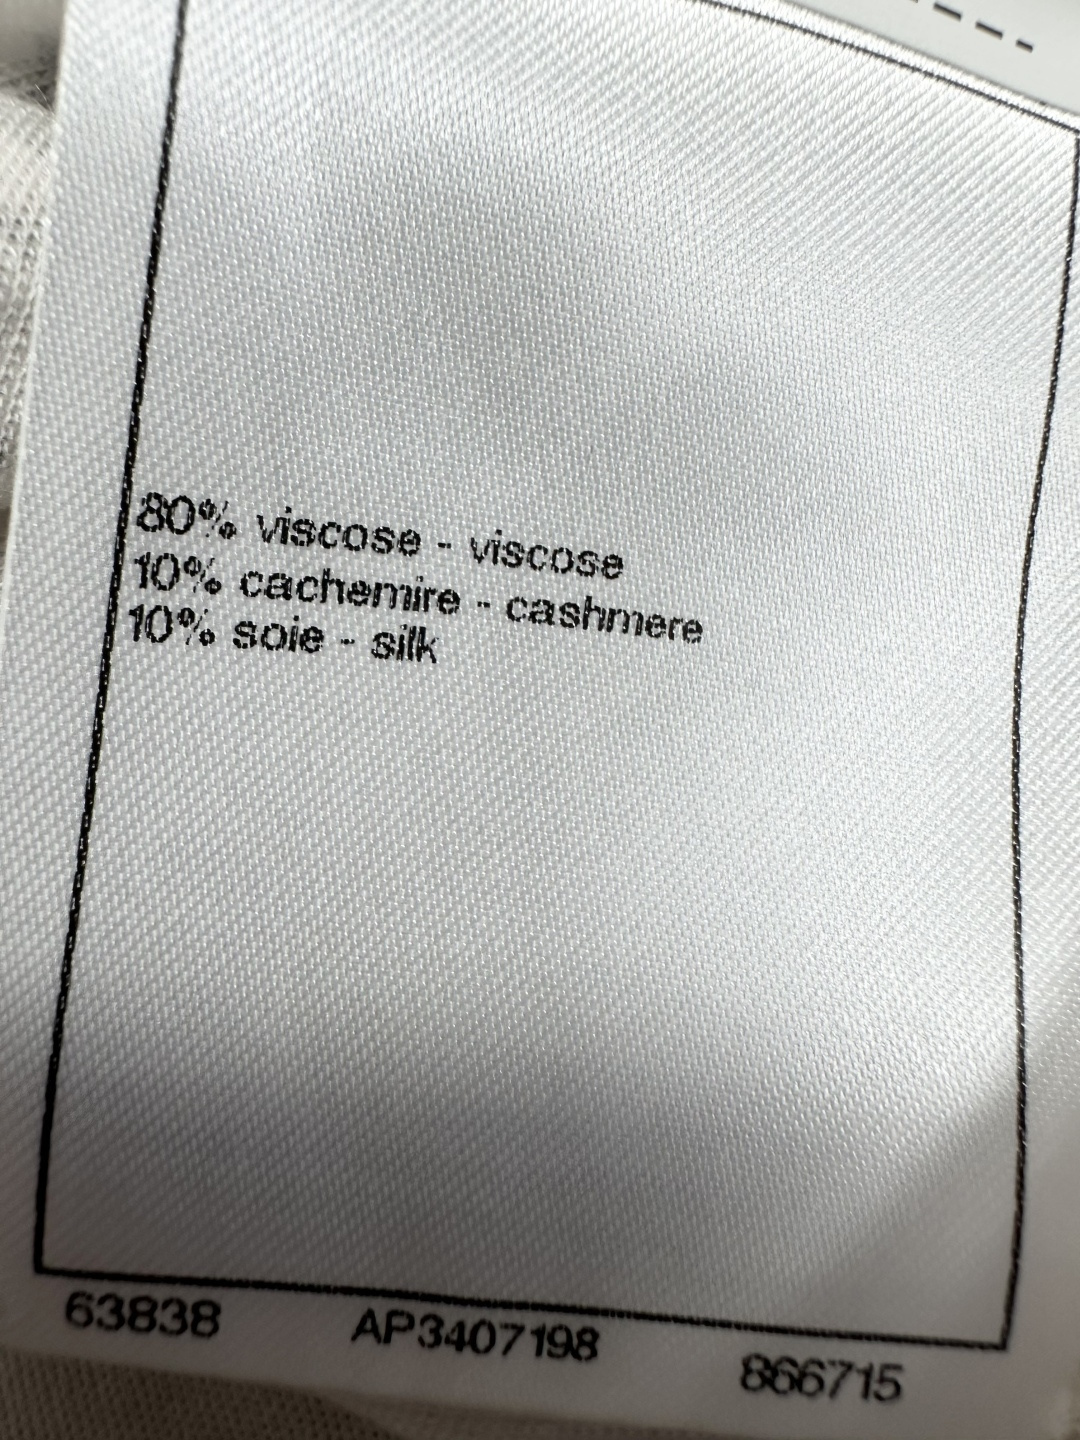 80% viscose - viscose
10% cachemire - cashmere
10% soie - silk
63838 AP3407198 866715